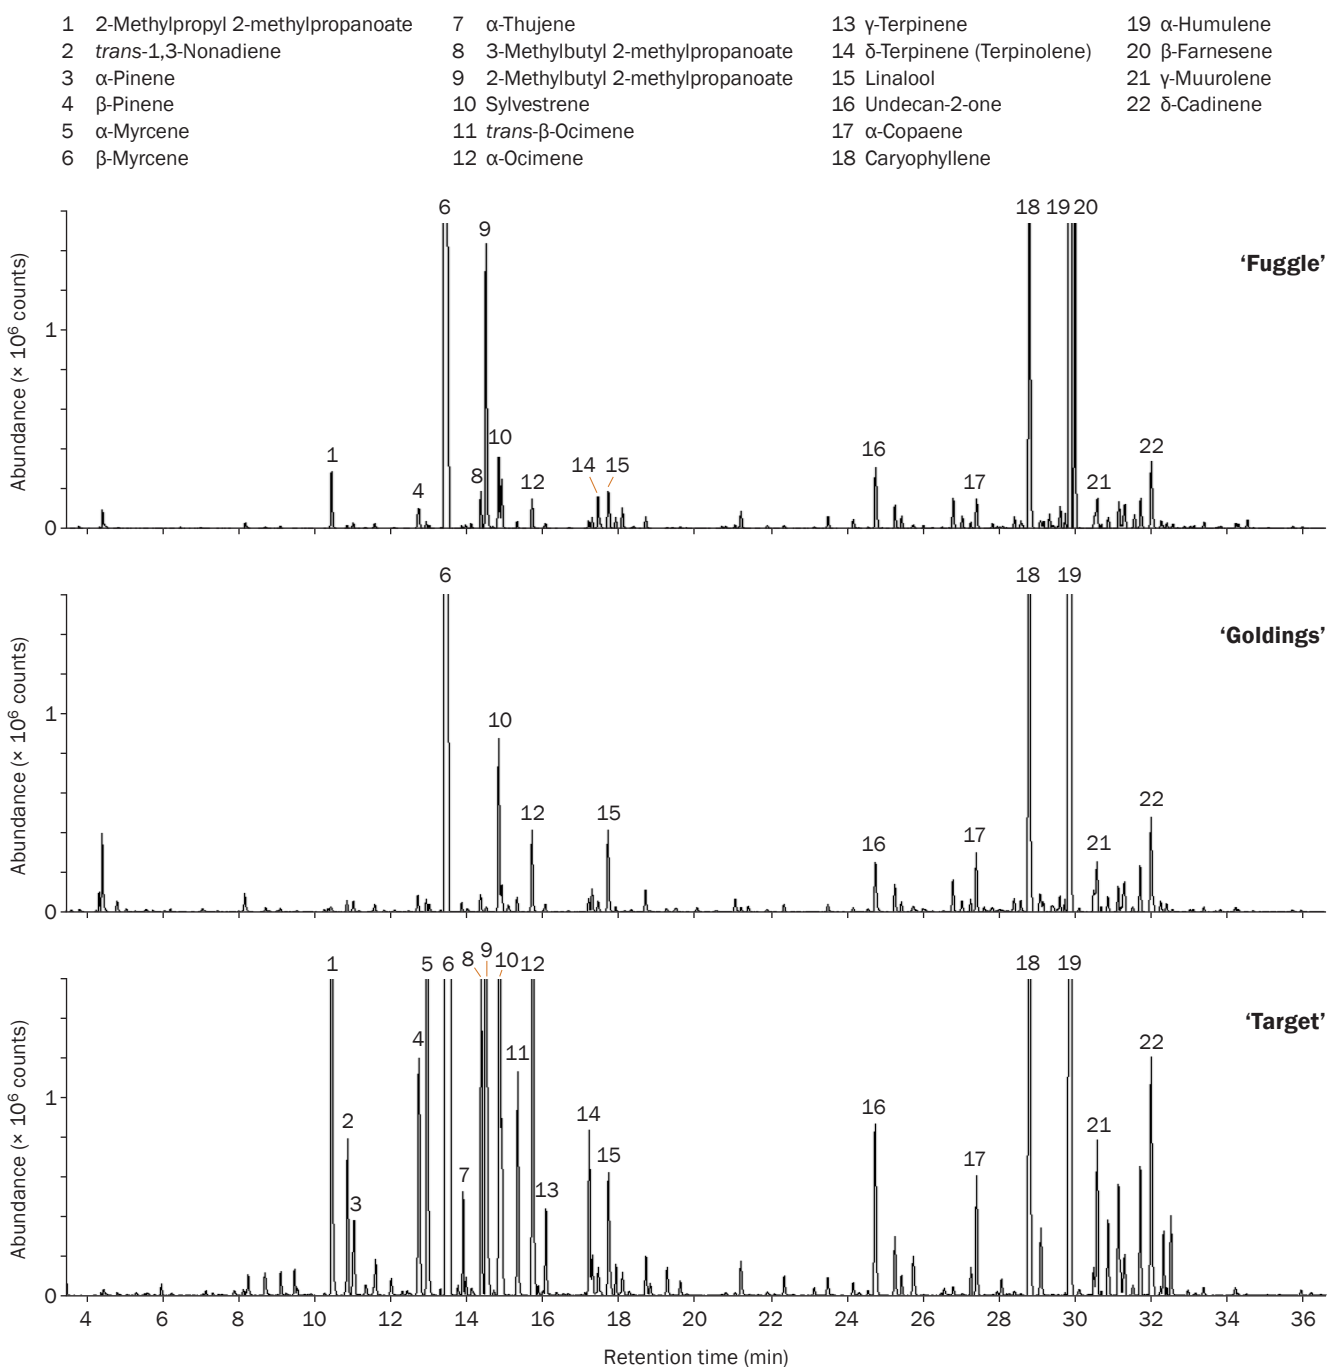 1 2-Methylpropyl 2-methylpropanoate
2 trans-1,3-Nonadiene
3 α-Pinene
4 β-Pinene
5 α-Myrcene
6 β-Myrcene
7 α-Thujene
8 3-Methylbutyl 2-methylpropanoate
9 2-Methylbutyl 2-methylpropanoate
10 Sylvestrene
11 trans-β-Ocimene
12 α-Ocimene
13 γ-Terpinene
14 δ-Terpinene (Terpinolene)
15 Linalool
16 Undecan-2-one
17 α-Copaene
18 Caryophyllene
19 α-Humulene
20 β-Farnesene
21 γ-Muurolene
22 δ-Cadinene
6 18 19 20
9
‘Fuggle’
Abundance (× 10⁶ counts)
1
10
1 8 14 15 16 22
4 12 17 21
0
6 18 19
‘Goldings’
Abundance (× 10⁶ counts)
1
10
12 15 22
16 17 21
0
9
1 5 6 8 10 12 18 19
‘Target’
Abundance (× 10⁶ counts)
4 11 22
1
2 14 16 21
7 15 17
3 13
0
4 6 8 10 12 14 16 18 20 22 24 26 28 30 32 34 36
Retention time (min)